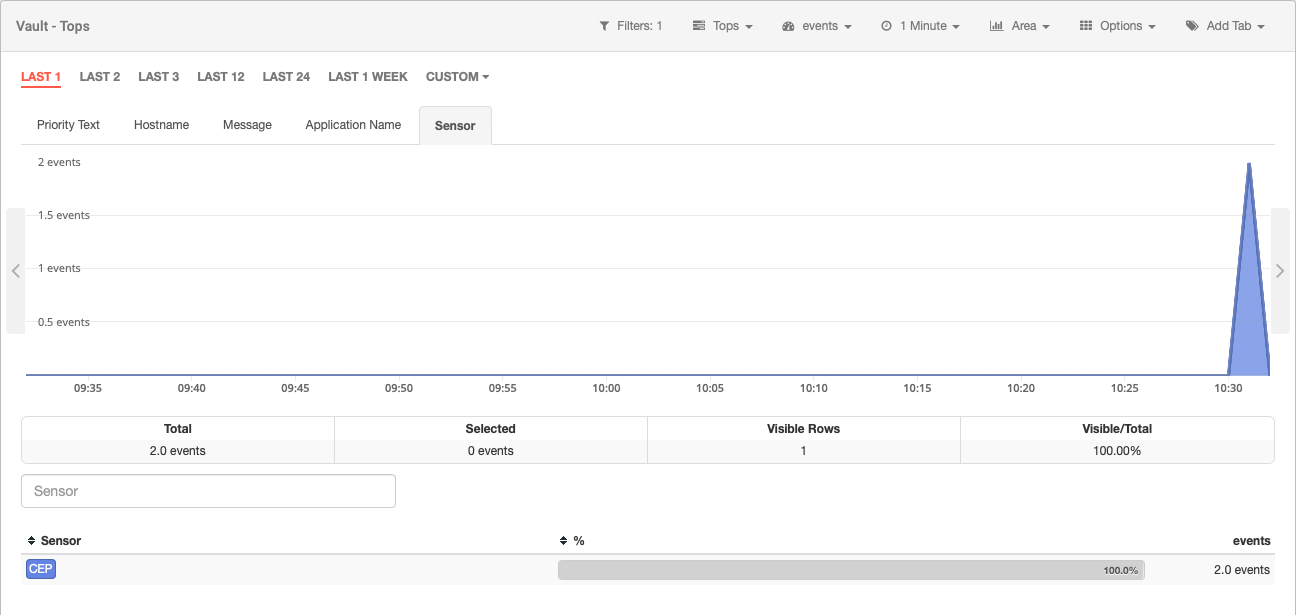 Vault - Tops
Filters: 1 Tops events 1 Minute Area Options Add Tab
LAST 1 LAST 2 LAST 3 LAST 12 LAST 24 LAST 1 WEEK CUSTOM
Priority Text Hostname Message Application Name Sensor
2 events
1.5 events
1 events
0.5 events
09:35 09:40 09:45 09:50 09:55 10:00 10:05 10:10 10:15 10:20 10:25 10:30
Total Selected Visible Rows Visible/Total
2.0 events 0 events 1 100.00%
Sensor
Sensor % events
CEP 100.0% 2.0 events